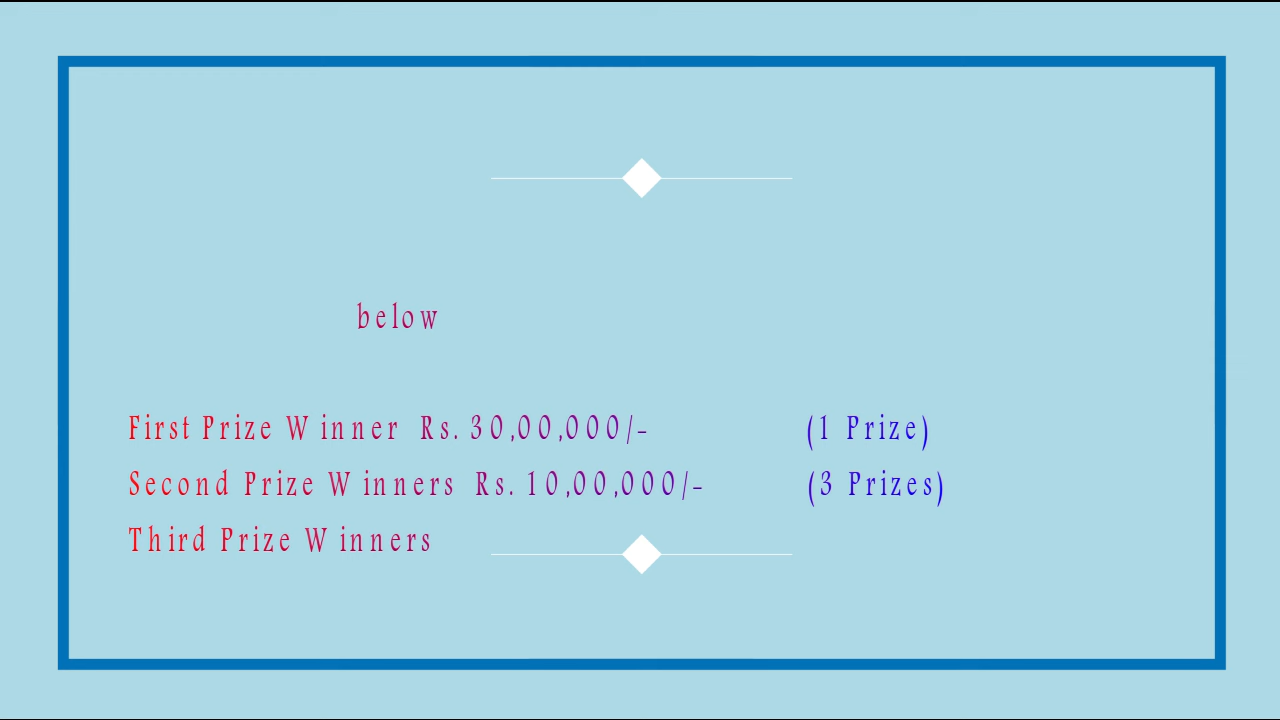 below
First Prize Winner Rs. 30,00,000/- (1 Prize)
Second Prize Winners Rs. 10,00,000/- (3 Prizes)
Third Prize Winners